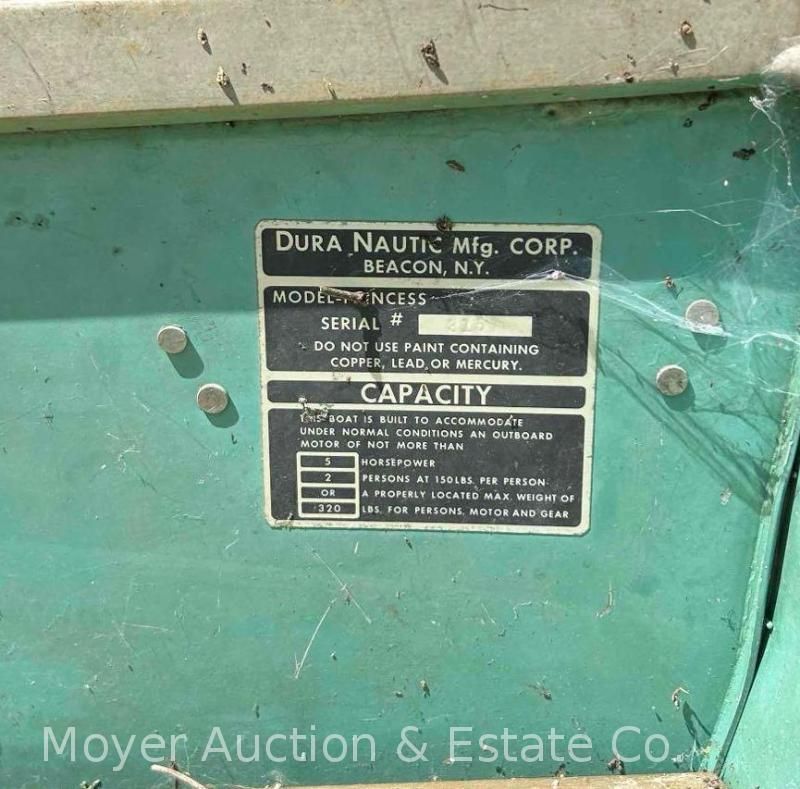 DURA NAUTIC Mfg. CORP.
BEACON, N.Y.
MODEL-PRINCESS
SERIAL #
DO NOT USE PAINT CONTAINING
COPPER, LEAD, OR MERCURY.
CAPACITY
THIS BOAT IS BUILT TO ACCOMMODATE
UNDER NORMAL CONDITIONS AN OUTBOARD
MOTOR OF NOT MORE THAN
5 HORSEPOWER
2 PERSONS AT 150 LBS. PER PERSON
OR A PROPERLY LOCATED MAX. WEIGHT OF
320 LBS. FOR PERSONS, MOTOR AND GEAR
Moyer Auction & Estate Co.